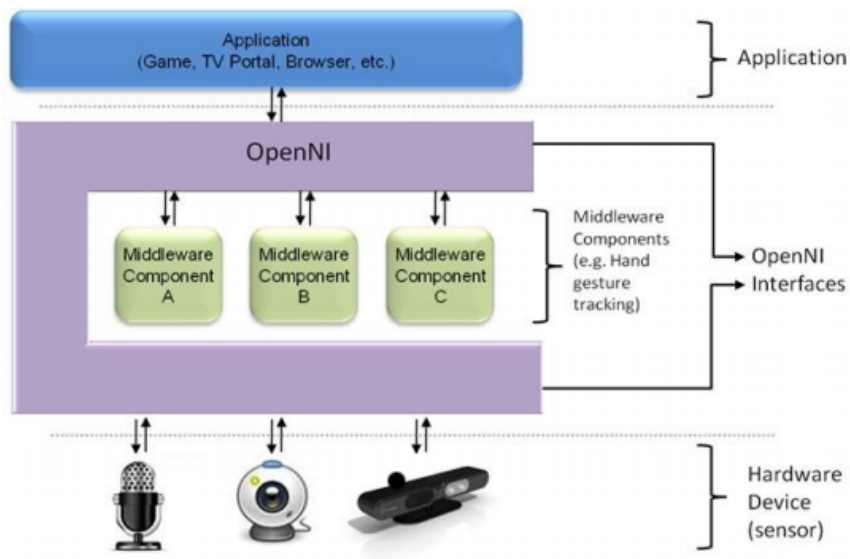 Application
(Game, TV Portal, Browser, etc.)
Application
OpenNI
Middleware
Component
A
Middleware
Component
B
Middleware
Component
C
Middleware
Components
(e.g. Hand
gesture
tracking)
OpenNI
Interfaces
Hardware
Device
(sensor)